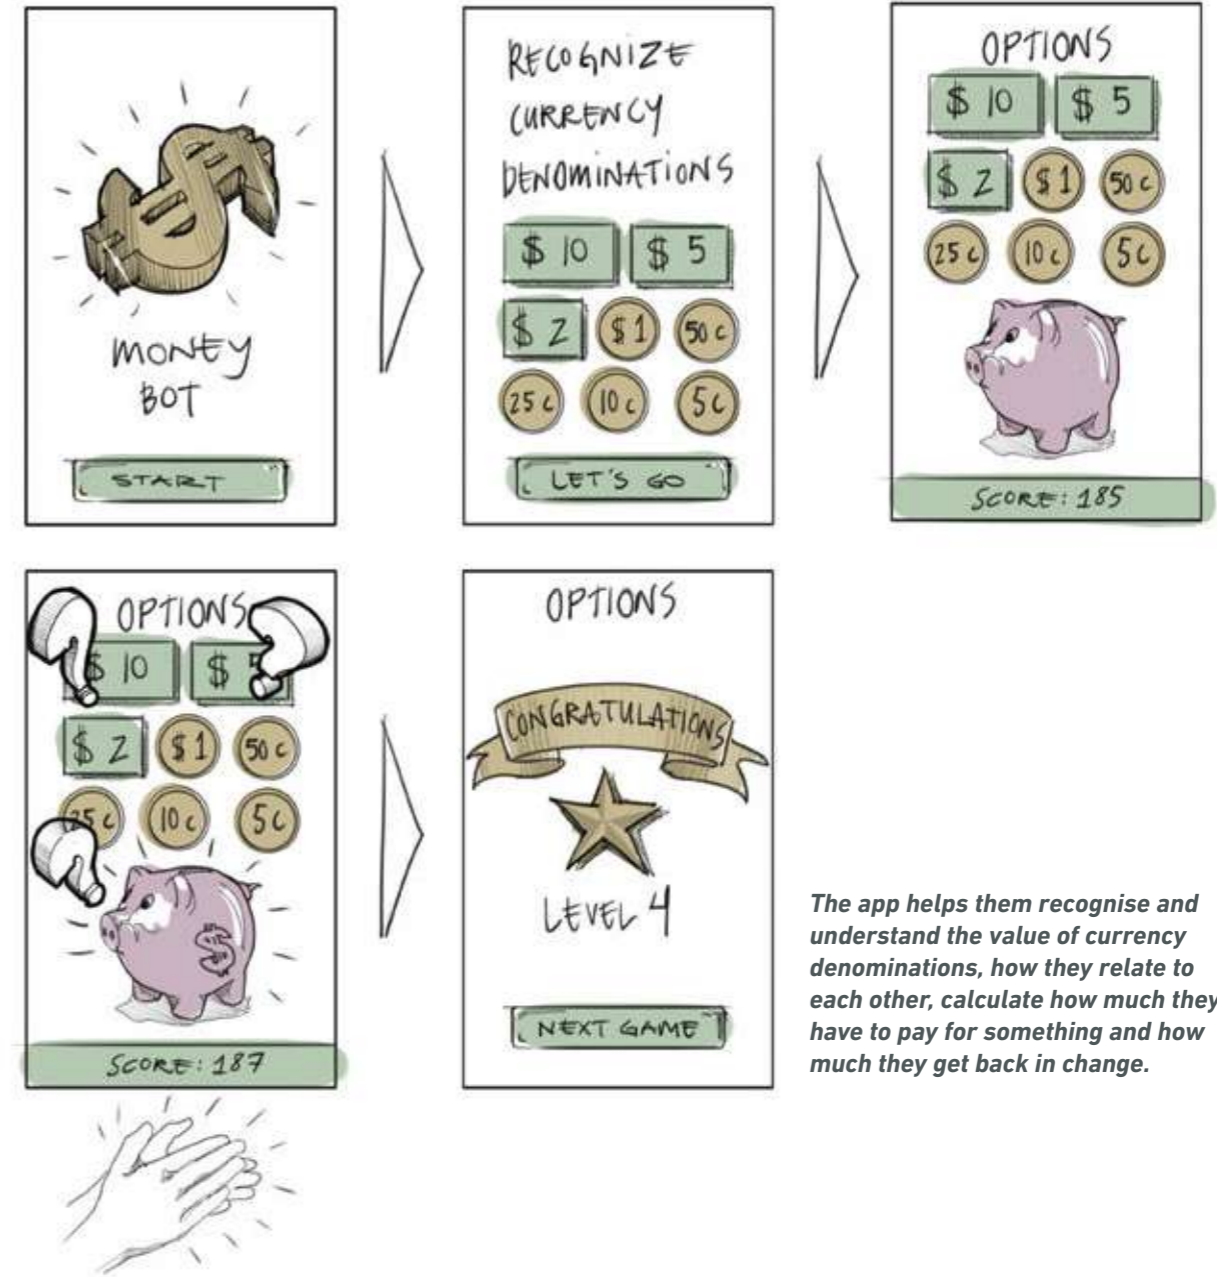 MONEY
BOT
START
RECOGNIZE
CURRENCY
DENOMINATIONS
$ 10 $ 5
$ 2 $1 50c
25c 10c 5c
LET'S GO
OPTIONS
$ 10 $ 5
$ 2 $1 50c
25c 10c 5c
SCORE: 185
OPTIONS
$ 10 $ 5
$ 2 $1 50c
25c 10c 5c
$
SCORE: 187
OPTIONS
CONGRATULATIONS
LEVEL 4
NEXT GAME
The app helps them recognise and
understand the value of currency
denominations, how they relate to
each other, calculate how much they
have to pay for something and how
much they get back in change.